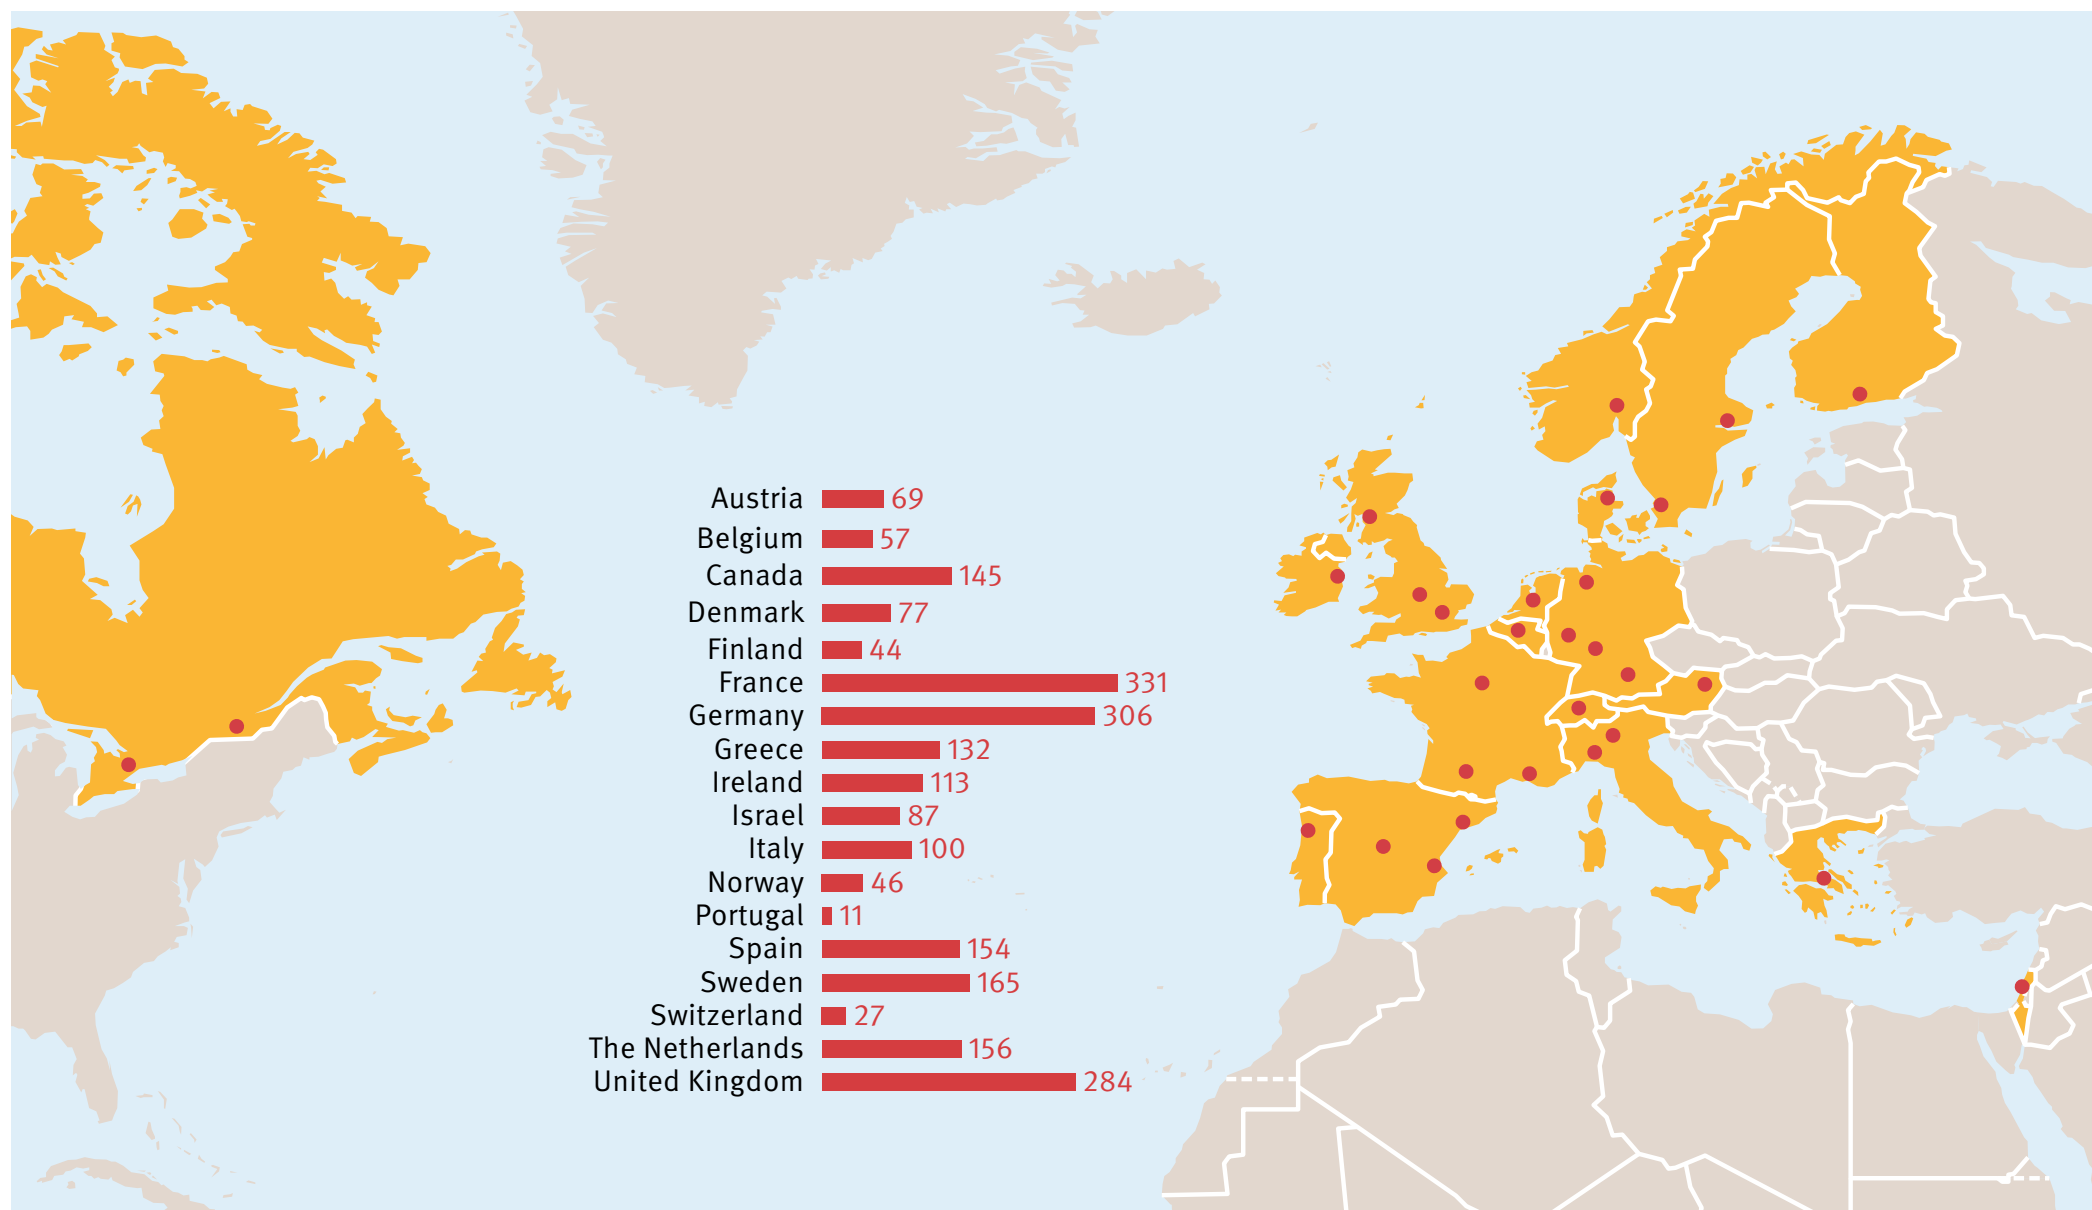 Austria 69
Belgium 57
Canada 145
Denmark 77
Finland 44
France 331
Germany 306
Greece 132
Ireland 113
Israel 87
Italy 100
Norway 46
Portugal 11
Spain 154
Sweden 165
Switzerland 27
The Netherlands 156
United Kingdom 284